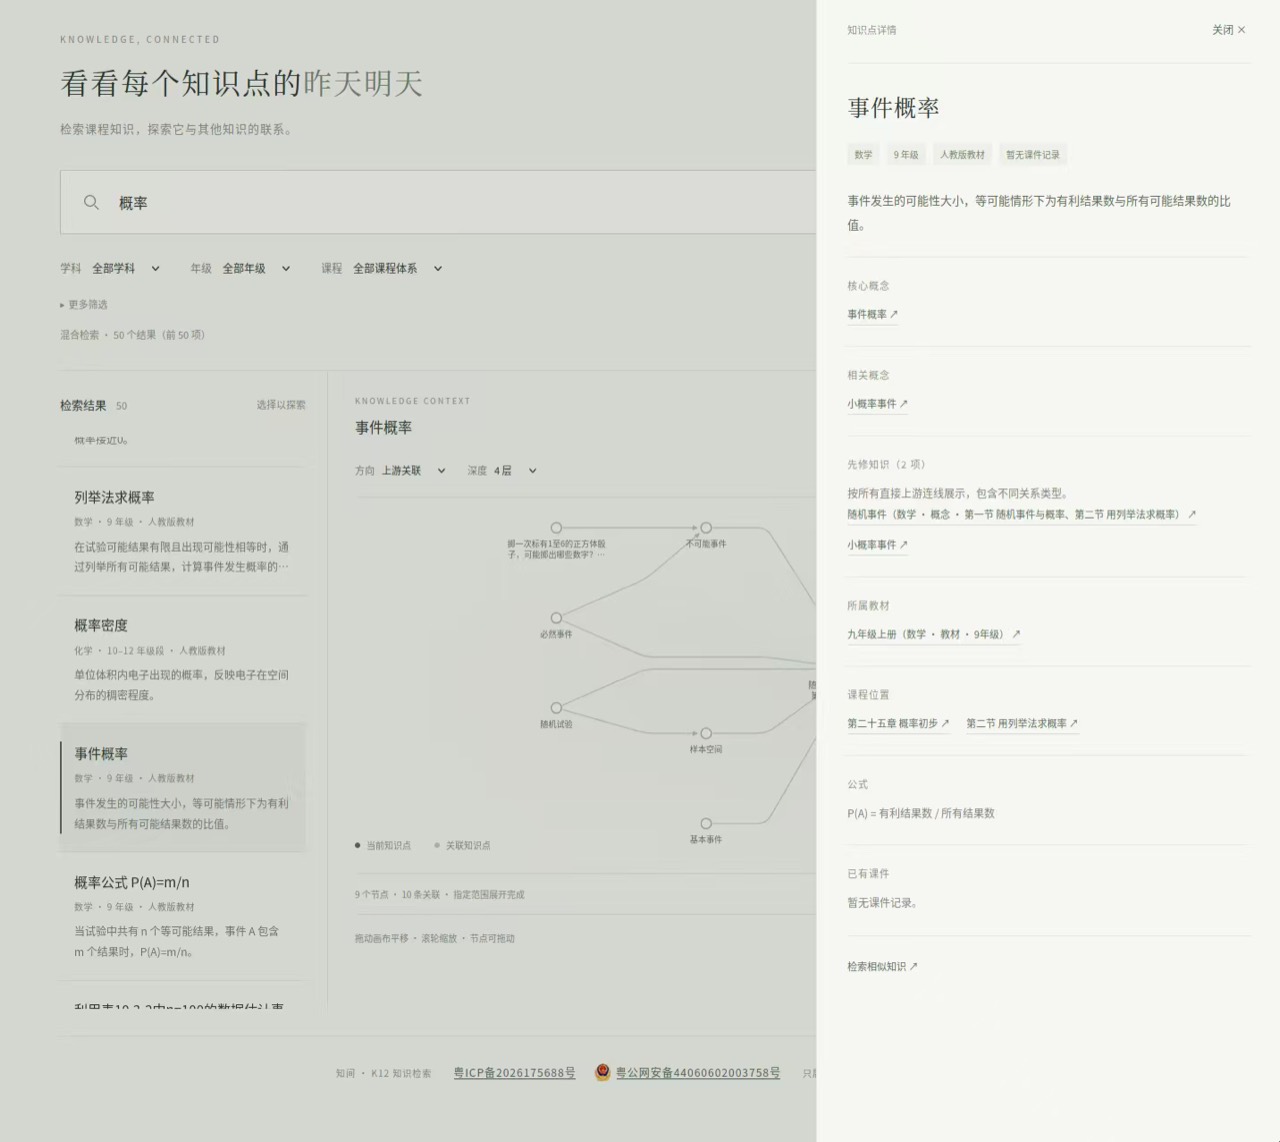 KNOWLEDGE, CONNECTED
看看每个知识点的昨天明天
检索课程知识，探索它与其他知识的联系。
概率
学科 全部学科 年级 全部年级 课程 全部课程体系
▸ 更多筛选
混合检索 · 50 个结果（前 50 项）
检索结果 50 选择以探索
概率接近0。
列举法求概率
数学 · 9 年级 · 人教版教材
在试验可能结果有限且出现可能性相等时，通
过列举所有可能结果，计算事件发生概率的…
概率密度
化学 · 10–12 年级段 · 人教版教材
单位体积内电子出现的概率，反映电子在空间
分布的稠密程度。
事件概率
数学 · 9 年级 · 人教版教材
事件发生的可能性大小，等可能情形下为有利
结果数与所有可能结果数的比值。
概率公式 P(A)=m/n
数学 · 9 年级 · 人教版教材
当试验中共有 n 个等可能结果，事件 A 包含
m 个结果时，P(A)=m/n。
KNOWLEDGE CONTEXT
事件概率
方向 上游关联 深度 4 层
掷一次标有1至6的正方体骰
子，可能掷出哪些数字？…
不可能事件
必然事件
随机试验
样本空间
基本事件
当前知识点 关联知识点
9 个节点 · 10 条关联 · 指定范围展开完成
拖动画布平移 · 滚轮缩放 · 节点可拖动
知间 · K12 知识检索 粤ICP备2026175688号 粤公网安备44060602003758号
知识点详情 关闭 ×
事件概率
数学 9 年级 人教版教材 暂无课件记录
事件发生的可能性大小，等可能情形下为有利结果数与所有可能结果数的比
值。
核心概念
事件概率 ↗
相关概念
小概率事件 ↗
先修知识（2 项）
按所有直接上游连线展示，包含不同关系类型。
随机事件（数学 · 概念 · 第一节 随机事件与概率、第二节 用列举法求概率） ↗
小概率事件 ↗
所属教材
九年级上册（数学 · 教材 · 9年级） ↗
课程位置
第二十五章 概率初步 ↗ 第二节 用列举法求概率 ↗
公式
P(A) = 有利结果数 / 所有结果数
已有课件
暂无课件记录。
检索相似知识 ↗